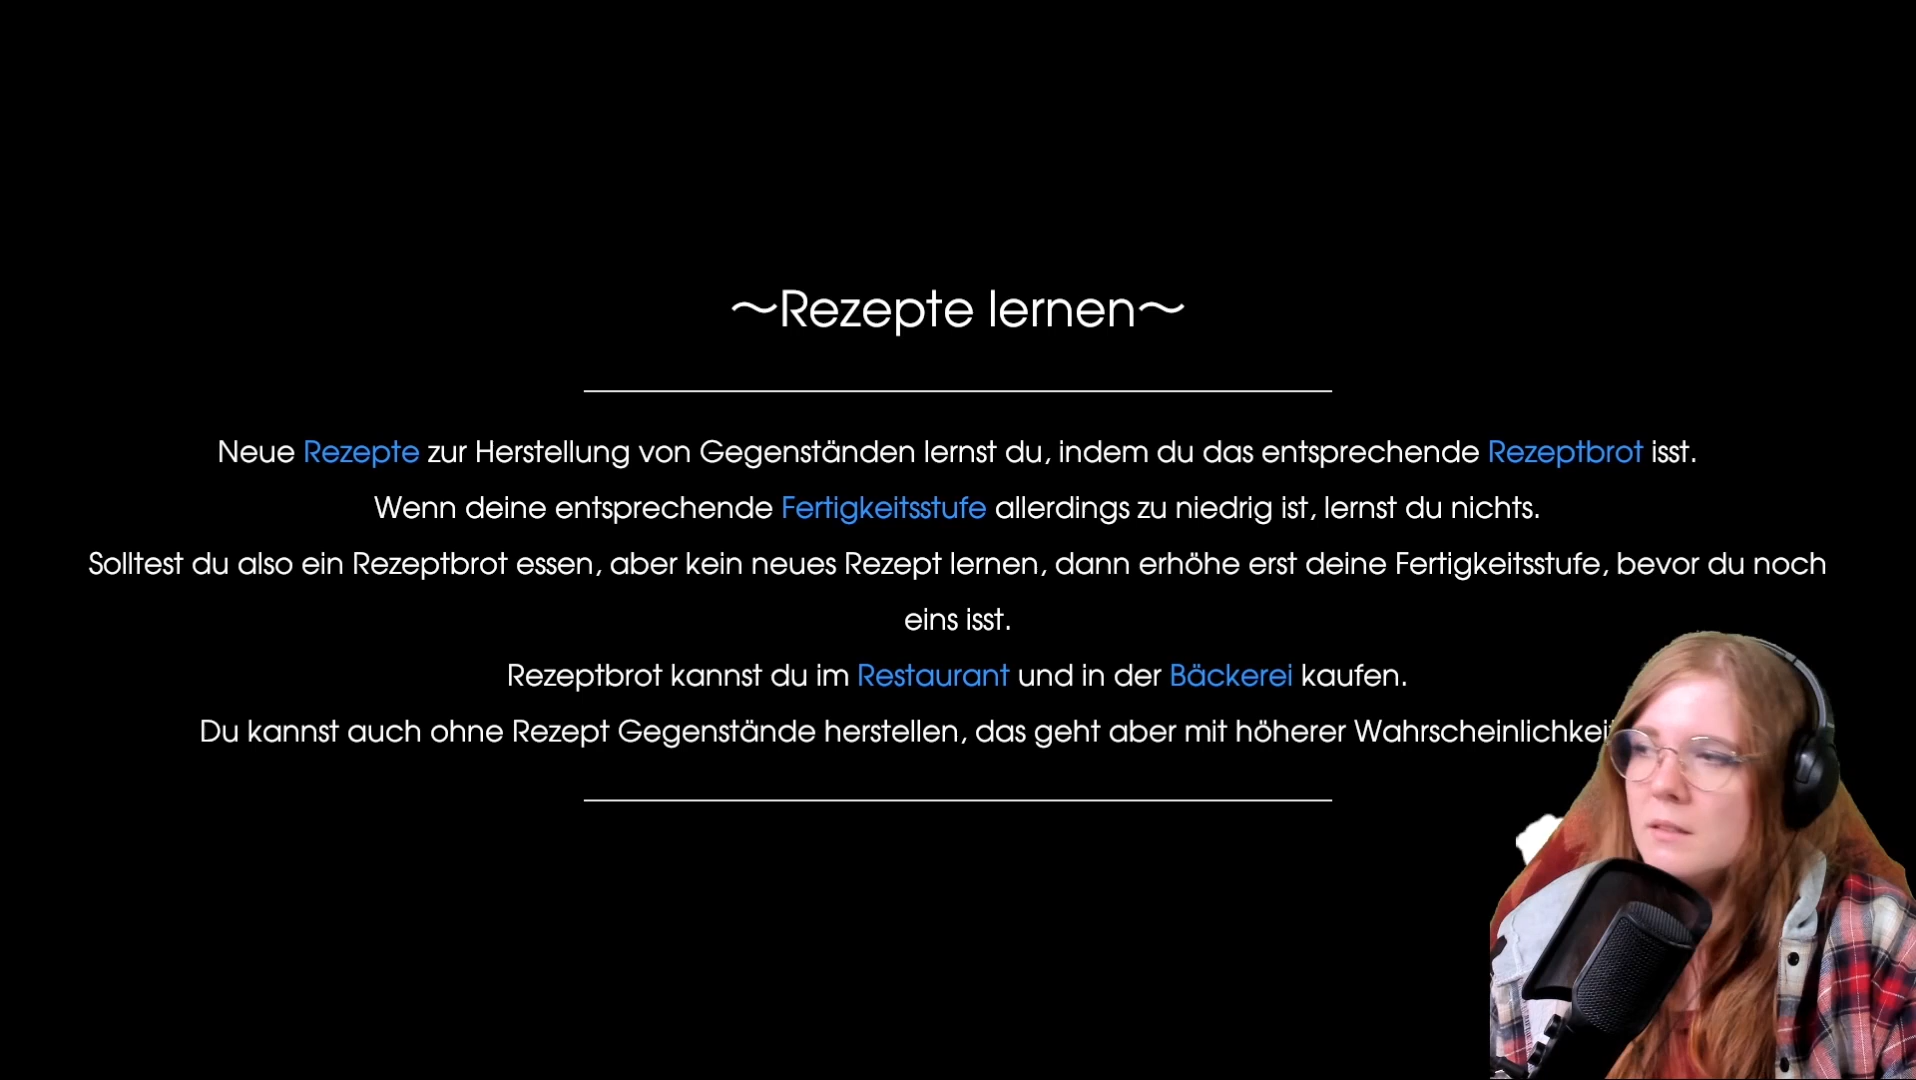 ～Rezepte lernen～
Neue Rezepte zur Herstellung von Gegenständen lernst du, indem du das entsprechende Rezeptbrot isst.
Wenn deine entsprechende Fertigkeitsstufe allerdings zu niedrig ist, lernst du nichts.
Solltest du also ein Rezeptbrot essen, aber kein neues Rezept lernen, dann erhöhe erst deine Fertigkeitsstufe, bevor du noch
eins isst.
Rezeptbrot kannst du im Restaurant und in der Bäckerei kaufen.
Du kannst auch ohne Rezept Gegenstände herstellen, das geht aber mit höherer